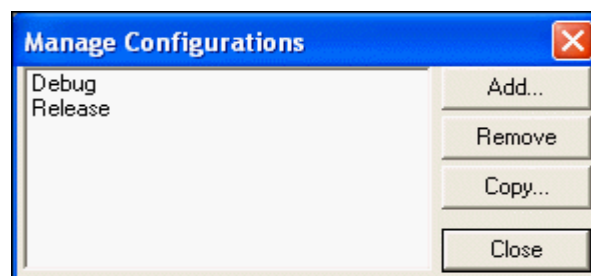 Manage Configurations
Debug
Release
Add...
Remove
Copy...
Close